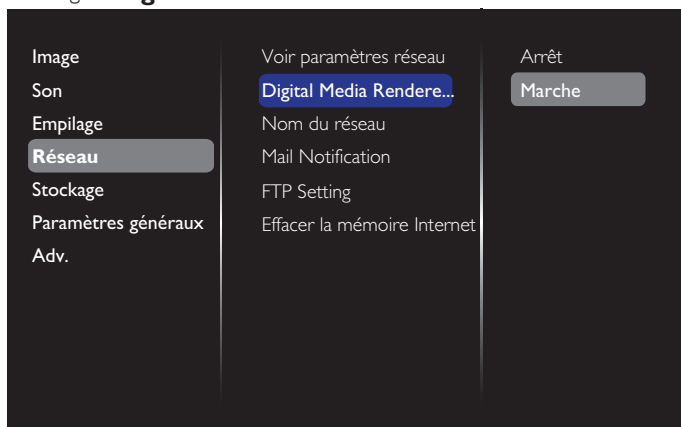 Image
Son
Empilage
Réseau
Stockage
Paramètres généraux
Adv.
Voir paramètres réseau
Digital Media Rendere...
Nom du réseau
Mail Notification
FTP Setting
Effacer la mémoire Internet
Arrêt
Marche